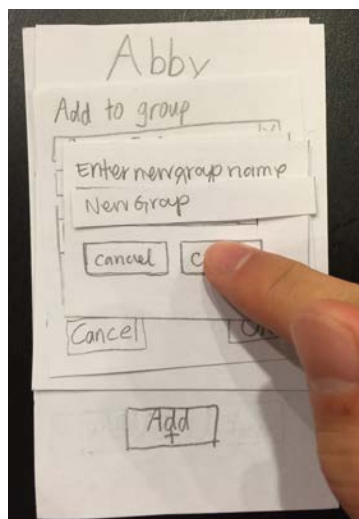 Abby
Add to group
Enter new group name
New Group
cancel
Cancel
Add
+